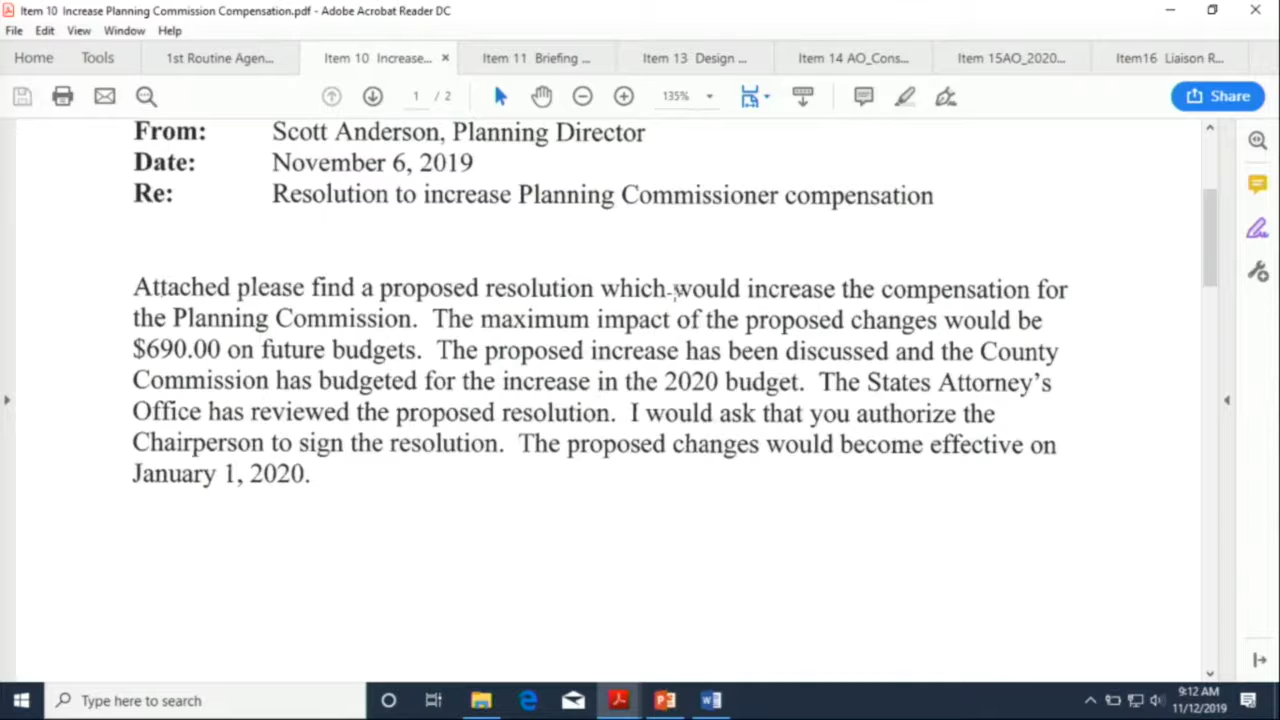 Item 10 Increase Planning Commission Compensation.pdf - Adobe Acrobat Reader DC
File Edit View Window Help
Home Tools 1st Routine Agen... Item 10 Increase... × Item 11 Briefing ... Item 13 Design ... Item 14 AO_Cons... Item 15AO_2020... Item16 Liaison R...
1 / 2 135% Share
From: Scott Anderson, Planning Director
Date: November 6, 2019
Re: Resolution to increase Planning Commissioner compensation
Attached please find a proposed resolution which would increase the compensation for
the Planning Commission. The maximum impact of the proposed changes would be
$690.00 on future budgets. The proposed increase has been discussed and the County
Commission has budgeted for the increase in the 2020 budget. The States Attorney's
Office has reviewed the proposed resolution. I would ask that you authorize the
Chairperson to sign the resolution. The proposed changes would become effective on
January 1, 2020.
Type here to search
9:12 AM
11/12/2019